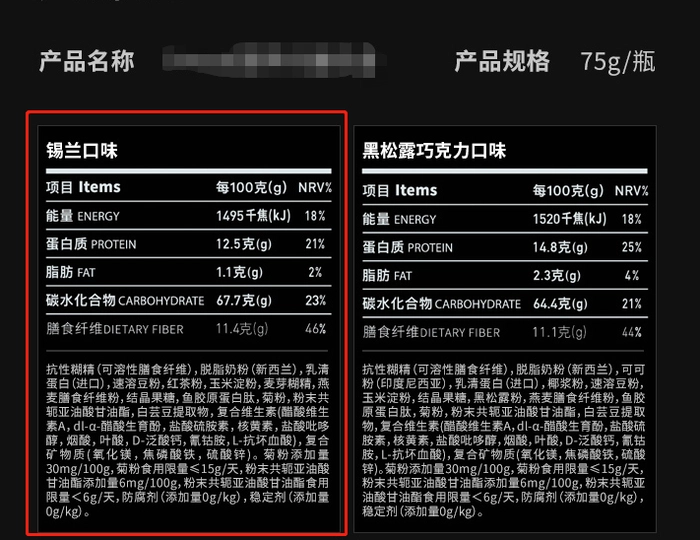 产品名称
产品规格 75g/瓶
锡兰口味
项目 Items 每100克(g) NRV%
能量 ENERGY 1495千焦(kJ) 18%
蛋白质 PROTEIN 12.5克(g) 21%
脂肪 FAT 1.1克(g) 2%
碳水化合物 CARBOHYDRATE 67.7克(g) 23%
膳食纤维DIETARY FIBER 11.4克(g) 46%
抗性糊精(可溶性膳食纤维),脱脂奶粉(新西兰),乳清
蛋白(进口),速溶豆粉,红茶粉,玉米淀粉,麦芽糊精,燕
麦膳食纤维粉,结晶果糖,鱼胶原蛋白肽,菊粉,粉末共
轭亚油酸甘油酯,白芸豆提取物,复合维生素(醋酸维生
素A, dl-α-醋酸生育酚,盐酸硫胺素,核黄素,盐酸吡哆
醇,烟酸,叶酸,D-泛酸钙,氰钴胺,L-抗坏血酸),复合
矿物质(氧化镁,焦磷酸铁,硫酸锌)。菊粉添加量
30mg/100g,菊粉食用限量≤15g/天,粉末共轭亚油酸
甘油酯添加量6mg/100g,粉末共轭亚油酸甘油酯食用
限量<6g/天,防腐剂(添加量0g/kg),稳定剂(添加量
0g/kg)。
黑松露巧克力口味
项目 Items 每100克(g) NRV%
能量 ENERGY 1520千焦(kJ) 18%
蛋白质 PROTEIN 14.8克(g) 25%
脂肪 FAT 2.3克(g) 4%
碳水化合物 CARBOHYDRATE 64.4克(g) 21%
膳食纤维DIETARY FIBER 11.1克(g) 44%
抗性糊精(可溶性膳食纤维),脱脂奶粉(新西兰),可可
粉(印度尼西亚),乳清蛋白(进口),椰浆粉,速溶豆粉,
玉米淀粉,结晶果糖,黑松露粉,燕麦膳食纤维粉,鱼胶
原蛋白肽,菊粉,粉末共轭亚油酸甘油酯,白芸豆提取
物,复合维生素(醋酸维生素A,dl-α-醋酸生育酚,盐酸硫
胺素,核黄素,盐酸吡哆醇,烟酸,叶酸,D-泛酸钙,氰钴
胺,L-抗坏血酸),复合矿物质(氧化镁,焦磷酸铁,硫酸
锌)。菊粉添加量30mg/100g,菊粉食用限量≤15g/天,
粉末共轭亚油酸甘油酯添加量6mg/100g,粉末共轭亚
油酸甘油酯食用限量<6g/天,防腐剂(添加量0g/kg),
稳定剂(添加量0g/kg)。